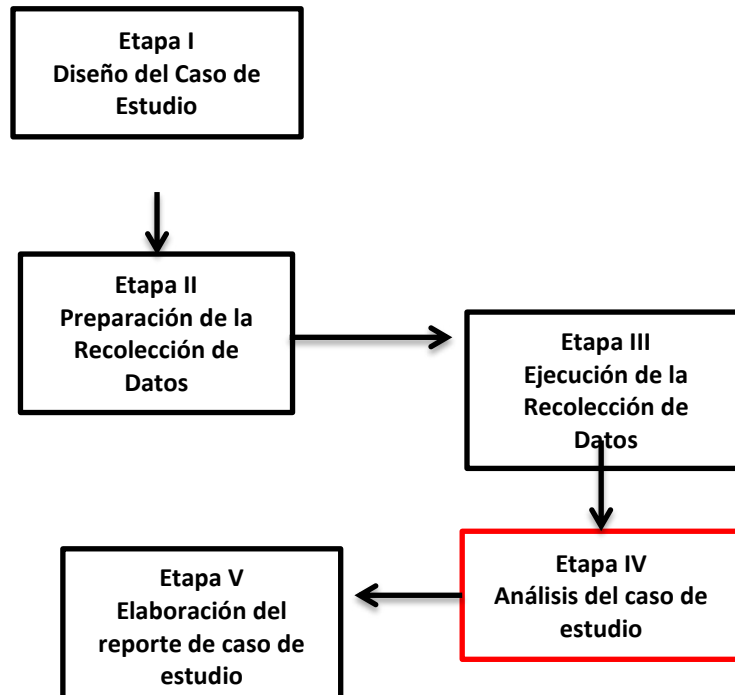 Etapa I
Diseño del Caso de
Estudio
Etapa II
Preparación de la
Recolección de
Datos
Etapa III
Ejecución de la
Recolección de
Datos
Etapa IV
Análisis del caso de
estudio
Etapa V
Elaboración del
reporte de caso de
estudio